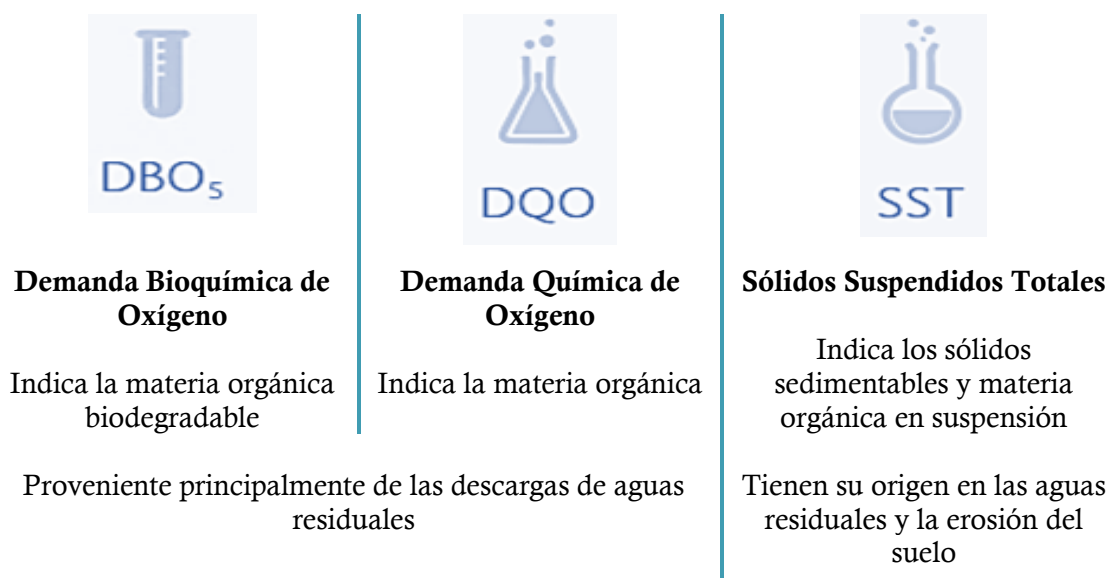 DBO₅
Demanda Bioquímica de
Oxígeno
Indica la materia orgánica
biodegradable
DQO
Demanda Química de
Oxígeno
Indica la materia orgánica
Proveniente principalmente de las descargas de aguas
residuales
SST
Sólidos Suspendidos Totales
Indica los sólidos
sedimentables y materia
orgánica en suspensión
Tienen su origen en las aguas
residuales y la erosión del
suelo